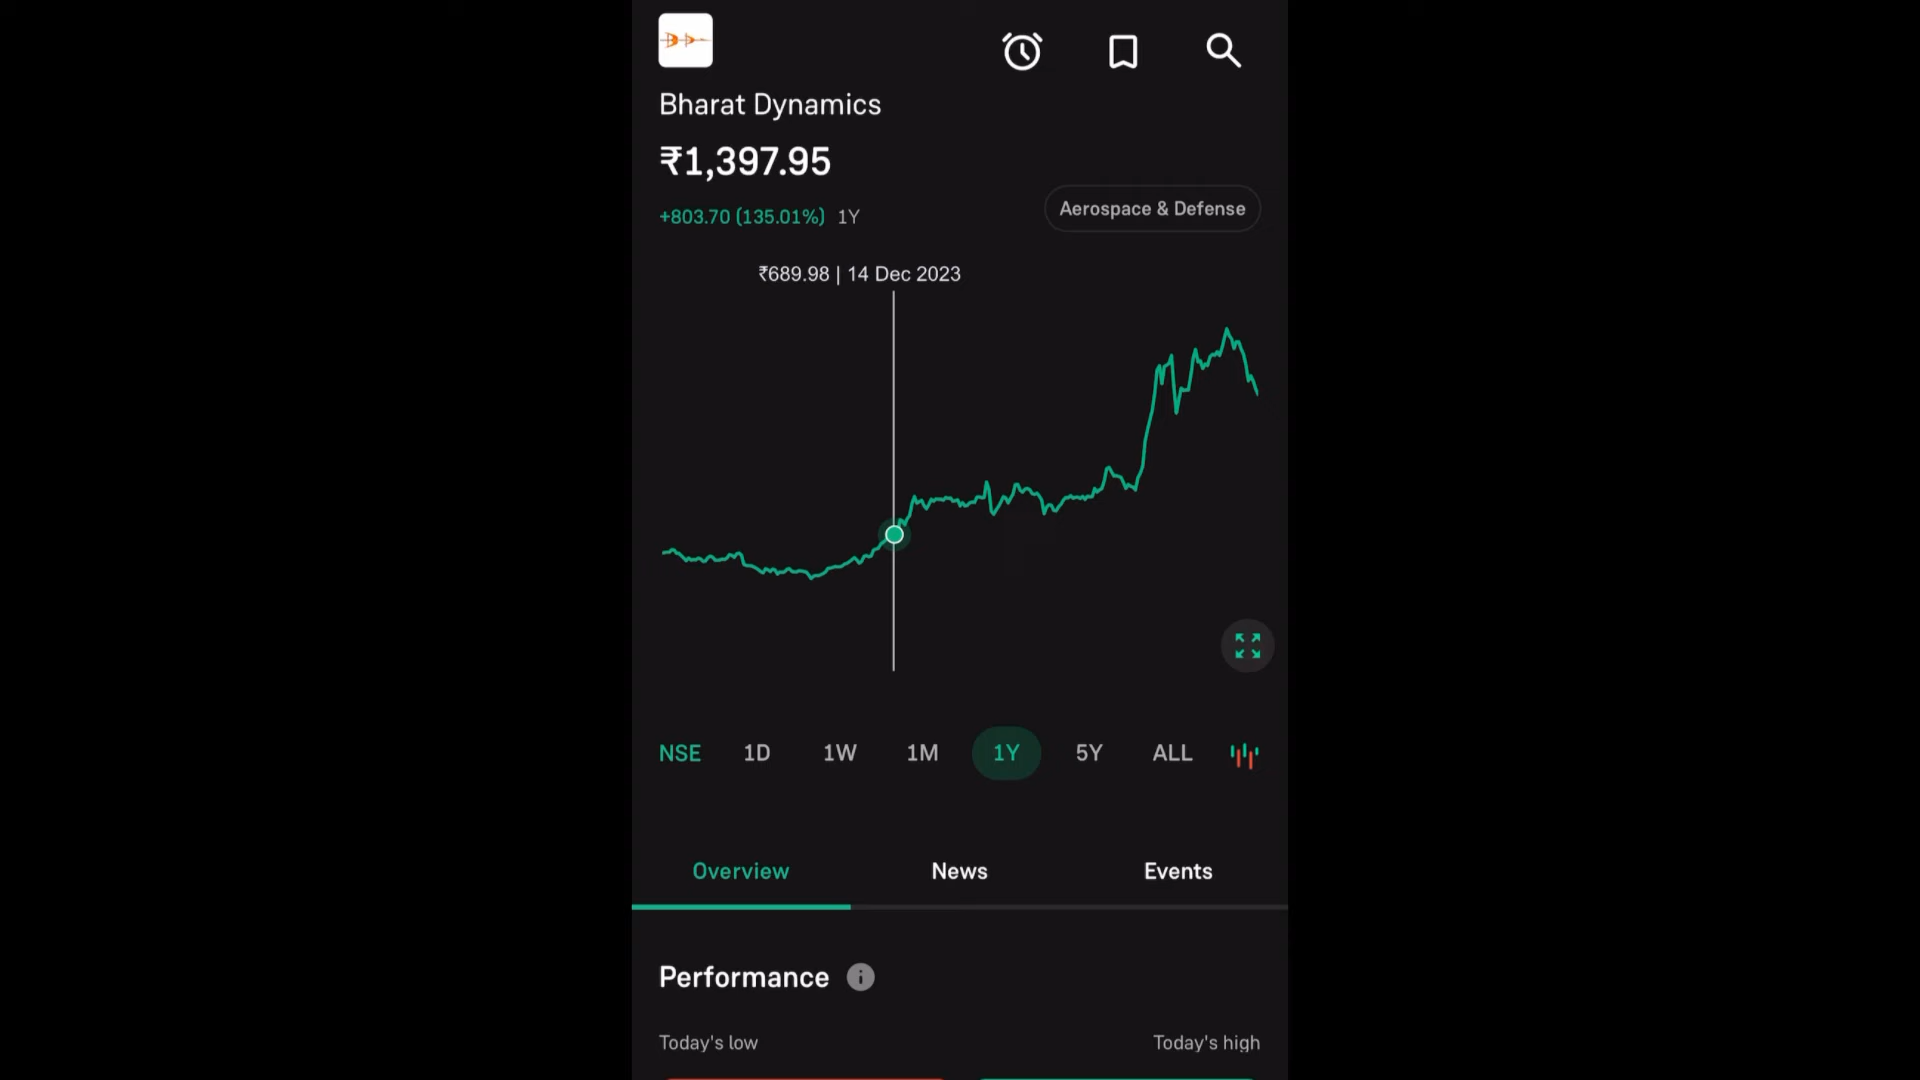 Bharat Dynamics
₹1,397.95
+803.70 (135.01%) 1Y
Aerospace & Defense
₹689.98 | 14 Dec 2023
NSE 1D 1W 1M 1Y 5Y ALL
Overview News Events
Performance
Today's low Today's high